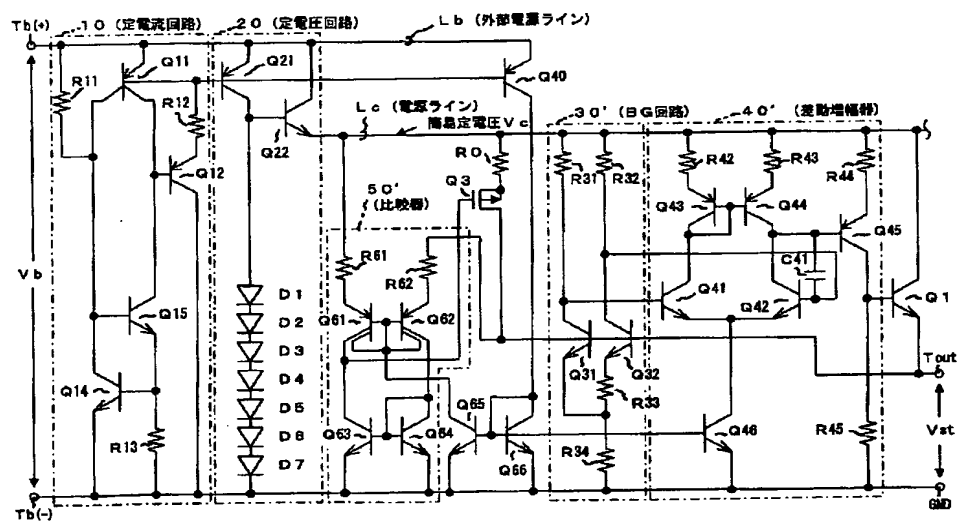 Tb(+)
10 (定電流回路)
20 (定電圧回路)
Lb (外部電源ライン)
Q11
Q21
R11
R12
Q40
Lc (電源ライン)
簡易定電圧Vc
30' (BG回路)
40' (差動増幅器)
Q22
R0
Q12
50'
(比較器)
Q3
R31
R32
R42
R43
R44
Q43
Q44
Q45
Vb
R61
R62
C41
D1
Q41
Q42
Q1
Q15
D2
Q61
Q62
D3
Q31
Q32
Tout
Q14
D4
R33
D5
Q65
Q46
R45
Vst
R13
D6
Q63
Q64
Q66
R34
D7
Tb(-)
GND